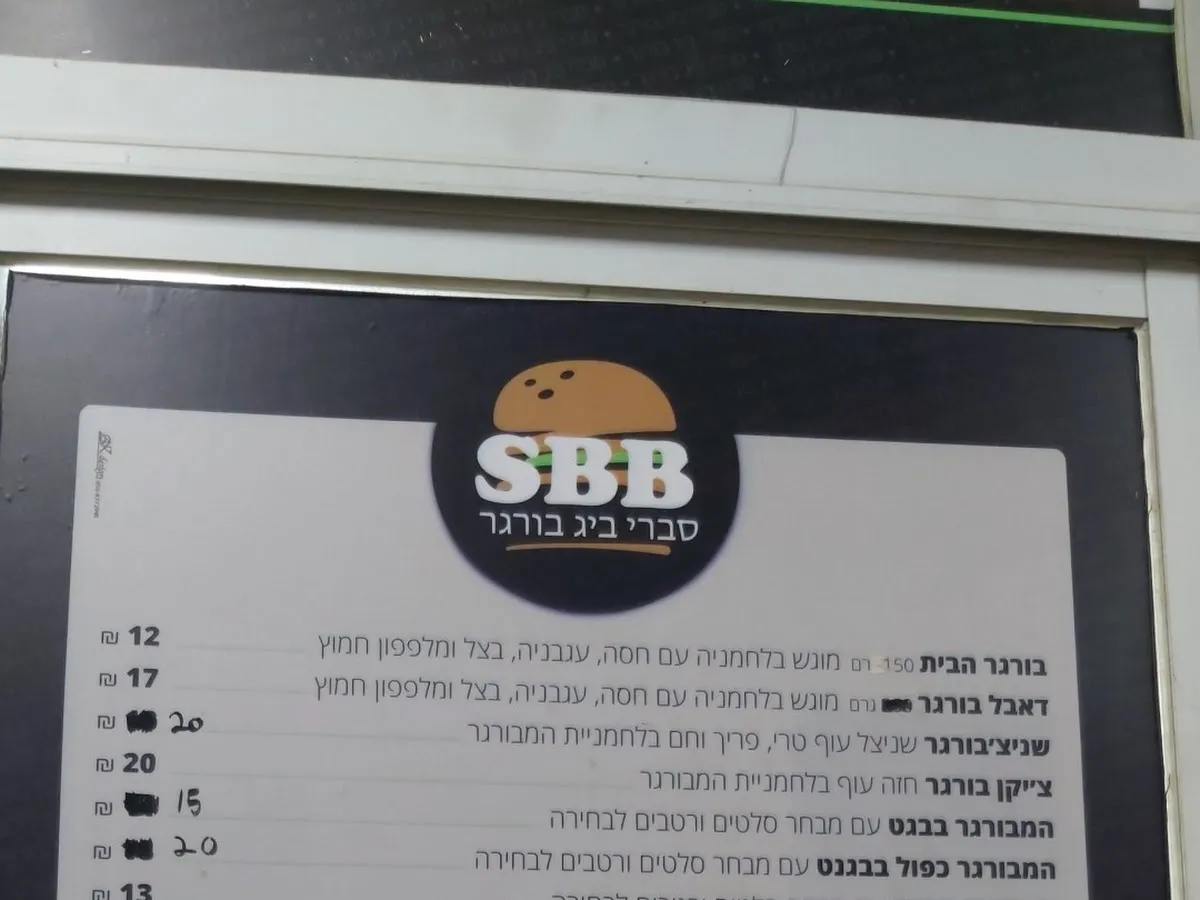 SBB
סברי ביג בורגר
בורגר הבית 150 גרם מוגש בלחמניה עם חסה, עגבניה, בצל ומלפפון חמוץ 12 ₪
דאבל בורגר גרם מוגש בלחמניה עם חסה, עגבניה, בצל ומלפפון חמוץ 17 ₪
שניצ'בורגר שניצל עוף טרי, פריך וחם בלחמניית המבורגר 20 ₪
צ'ייקן בורגר חזה עוף בלחמניית המבורגר 20 ₪
המבורגר בבגט עם מבחר סלטים ורטבים לבחירה 15 ₪
המבורגר כפול בבגנט עם מבחר סלטים ורטבים לבחירה 20 ₪
13 ₪